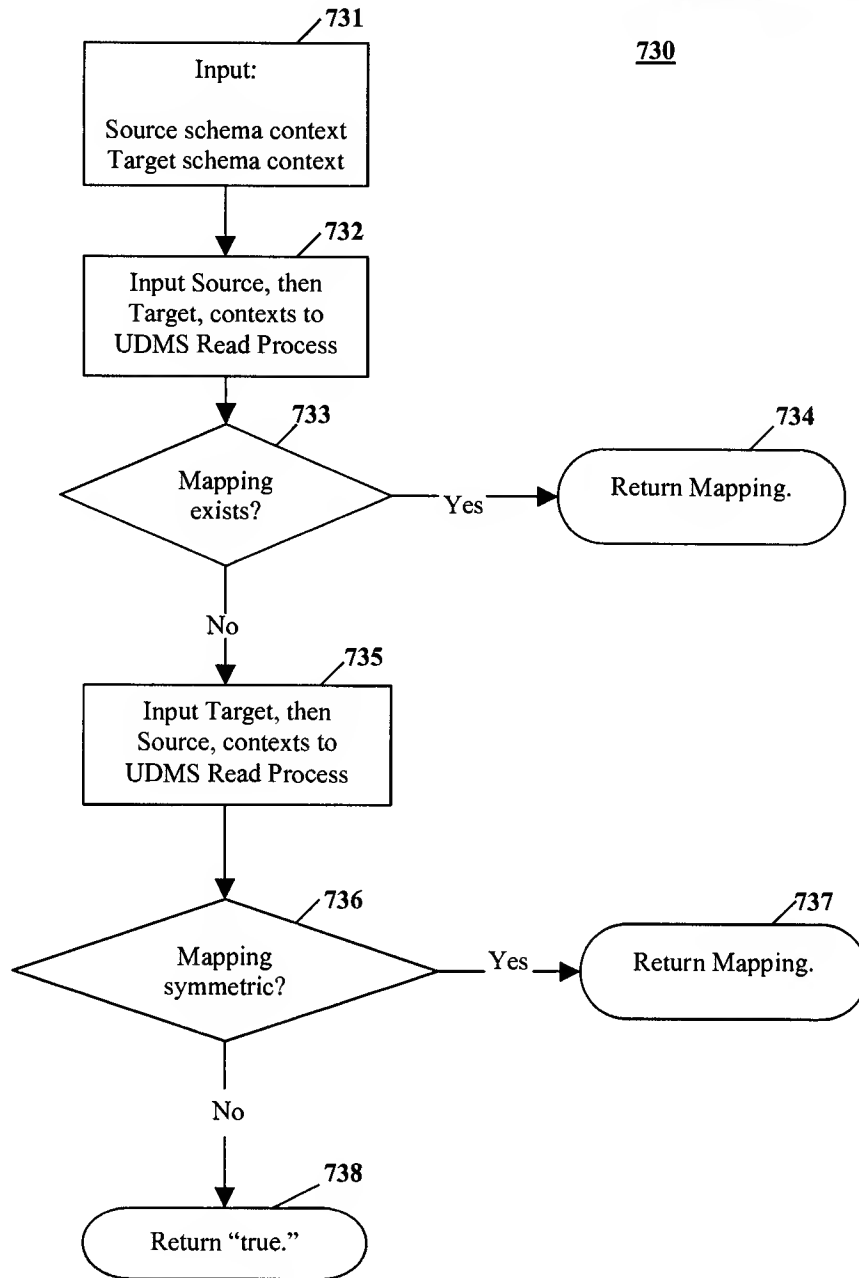 731
730
Input:
Source schema context
Target schema context
732
Input Source, then
Target, contexts to
UDMS Read Process
733
Mapping
exists?
Yes
734
Return Mapping.
No
735
Input Target, then
Source, contexts to
UDMS Read Process
736
Mapping
symmetric?
Yes
737
Return Mapping.
No
738
Return “true.”